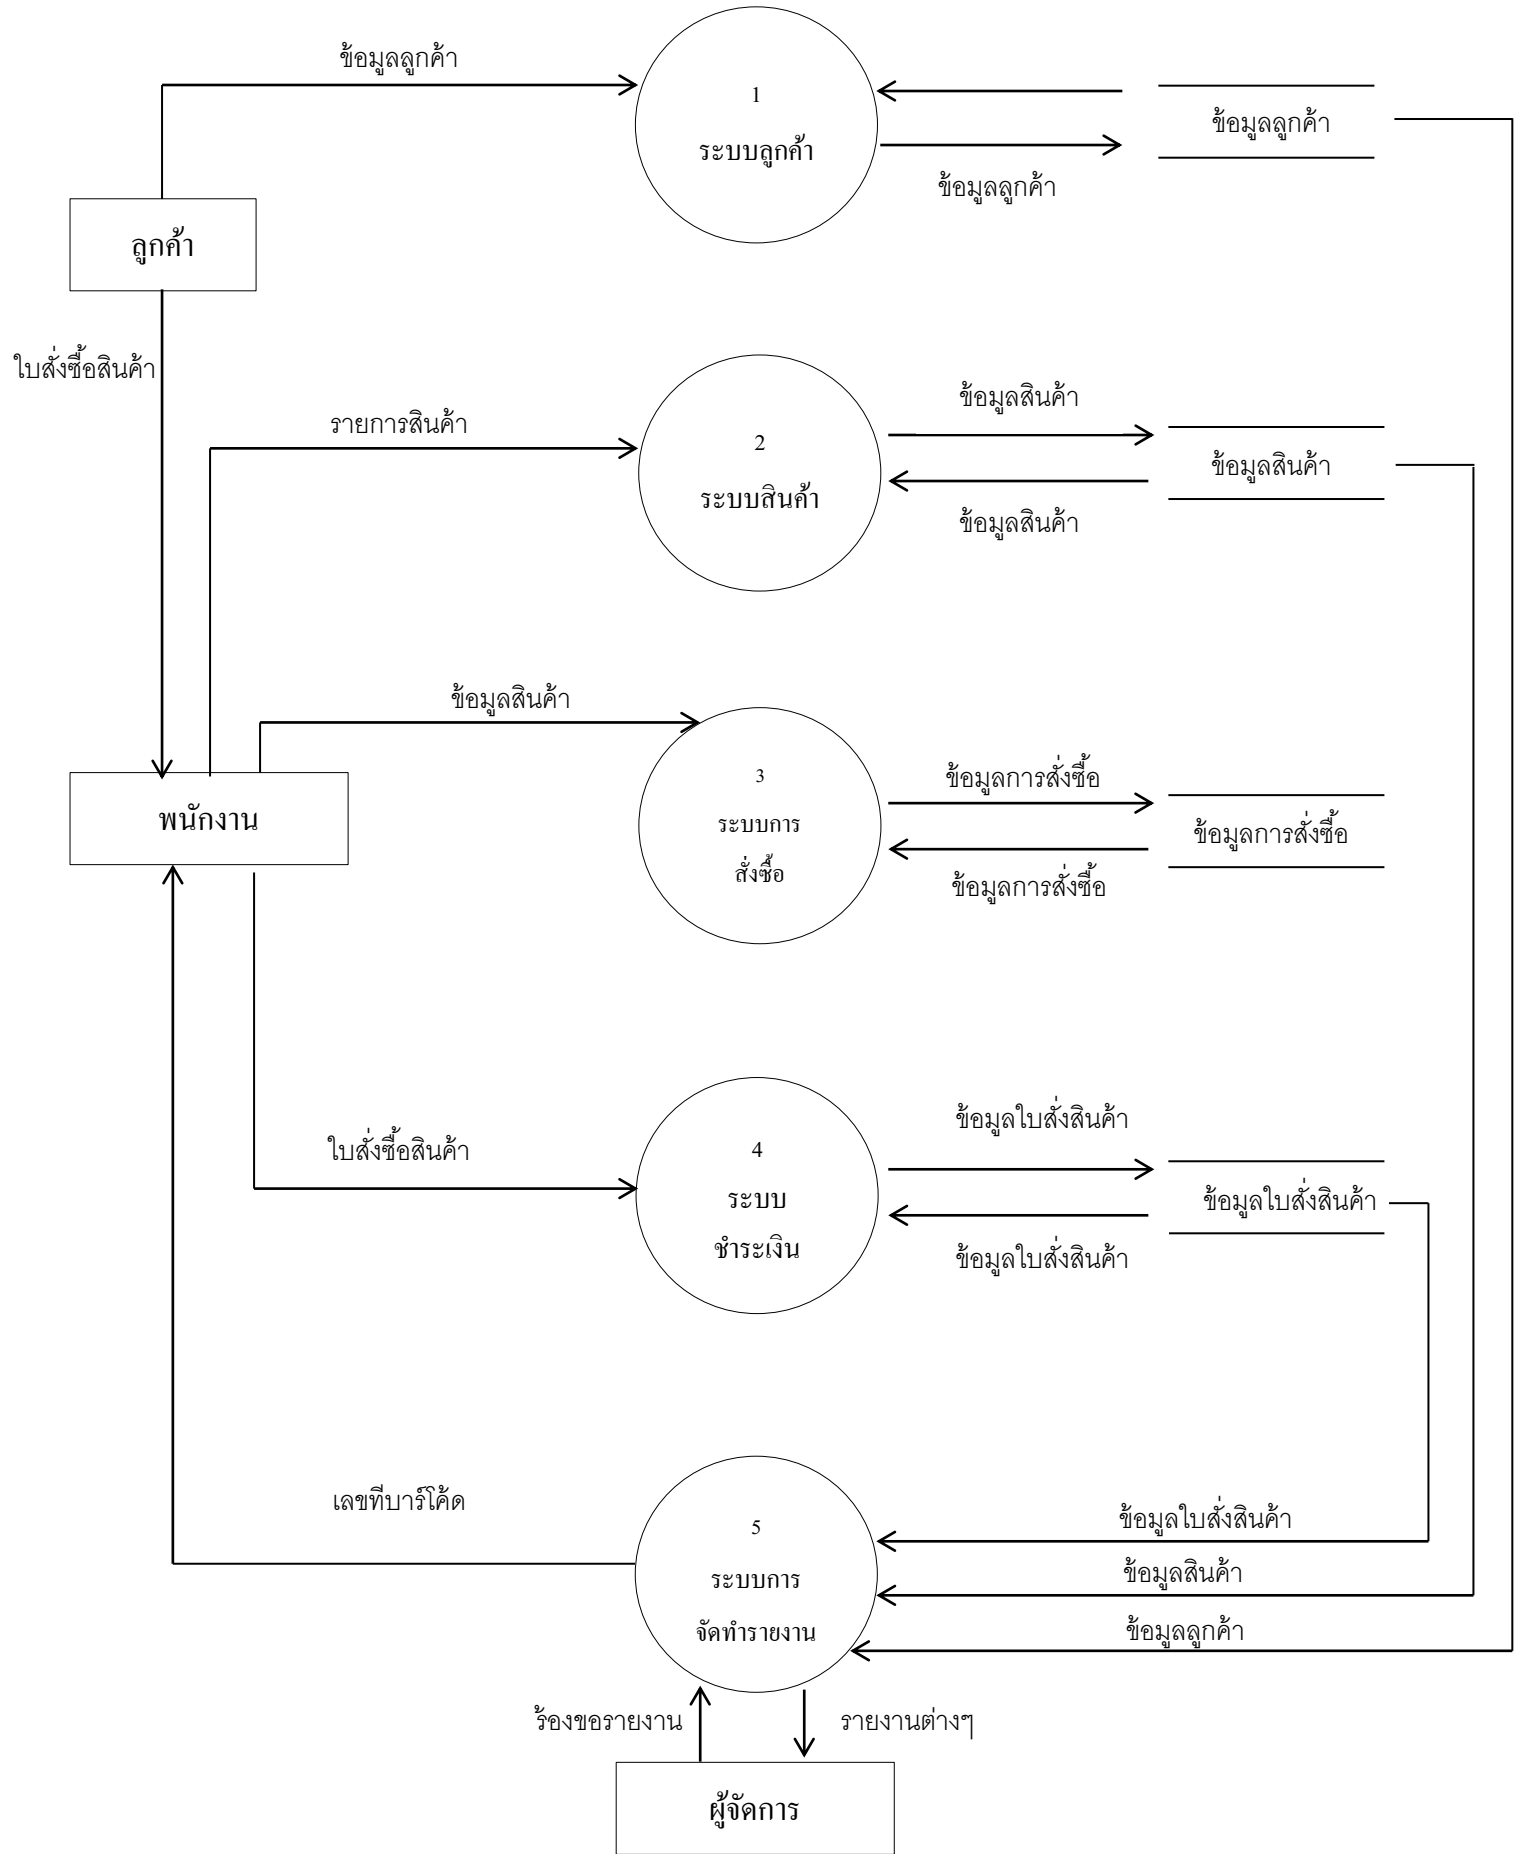 ข้อมูลลูกค้า
1
ระบบลูกค้า
ข้อมูลลูกค้า
ข้อมูลลูกค้า
ลูกค้า
ใบสั่งซื้อสินค้า
รายการสินค้า
2
ระบบสินค้า
ข้อมูลสินค้า
ข้อมูลสินค้า
ข้อมูลสินค้า
ข้อมูลสินค้า
3
ระบบการ
สั่งซื้อ
ข้อมูลการสั่งซื้อ
ข้อมูลการสั่งซื้อ
ข้อมูลการสั่งซื้อ
พนักงาน
ใบสั่งซื้อสินค้า
4
ระบบ
ชำระเงิน
ข้อมูลใบสั่งสินค้า
ข้อมูลใบสั่งสินค้า
ข้อมูลใบสั่งสินค้า
เลขที่บาร์โค้ด
5
ระบบการ
จัดทำรายงาน
ข้อมูลใบสั่งสินค้า
ข้อมูลสินค้า
ข้อมูลลูกค้า
ร้องขอรายงาน
รายงานต่างๆ
ผู้จัดการ